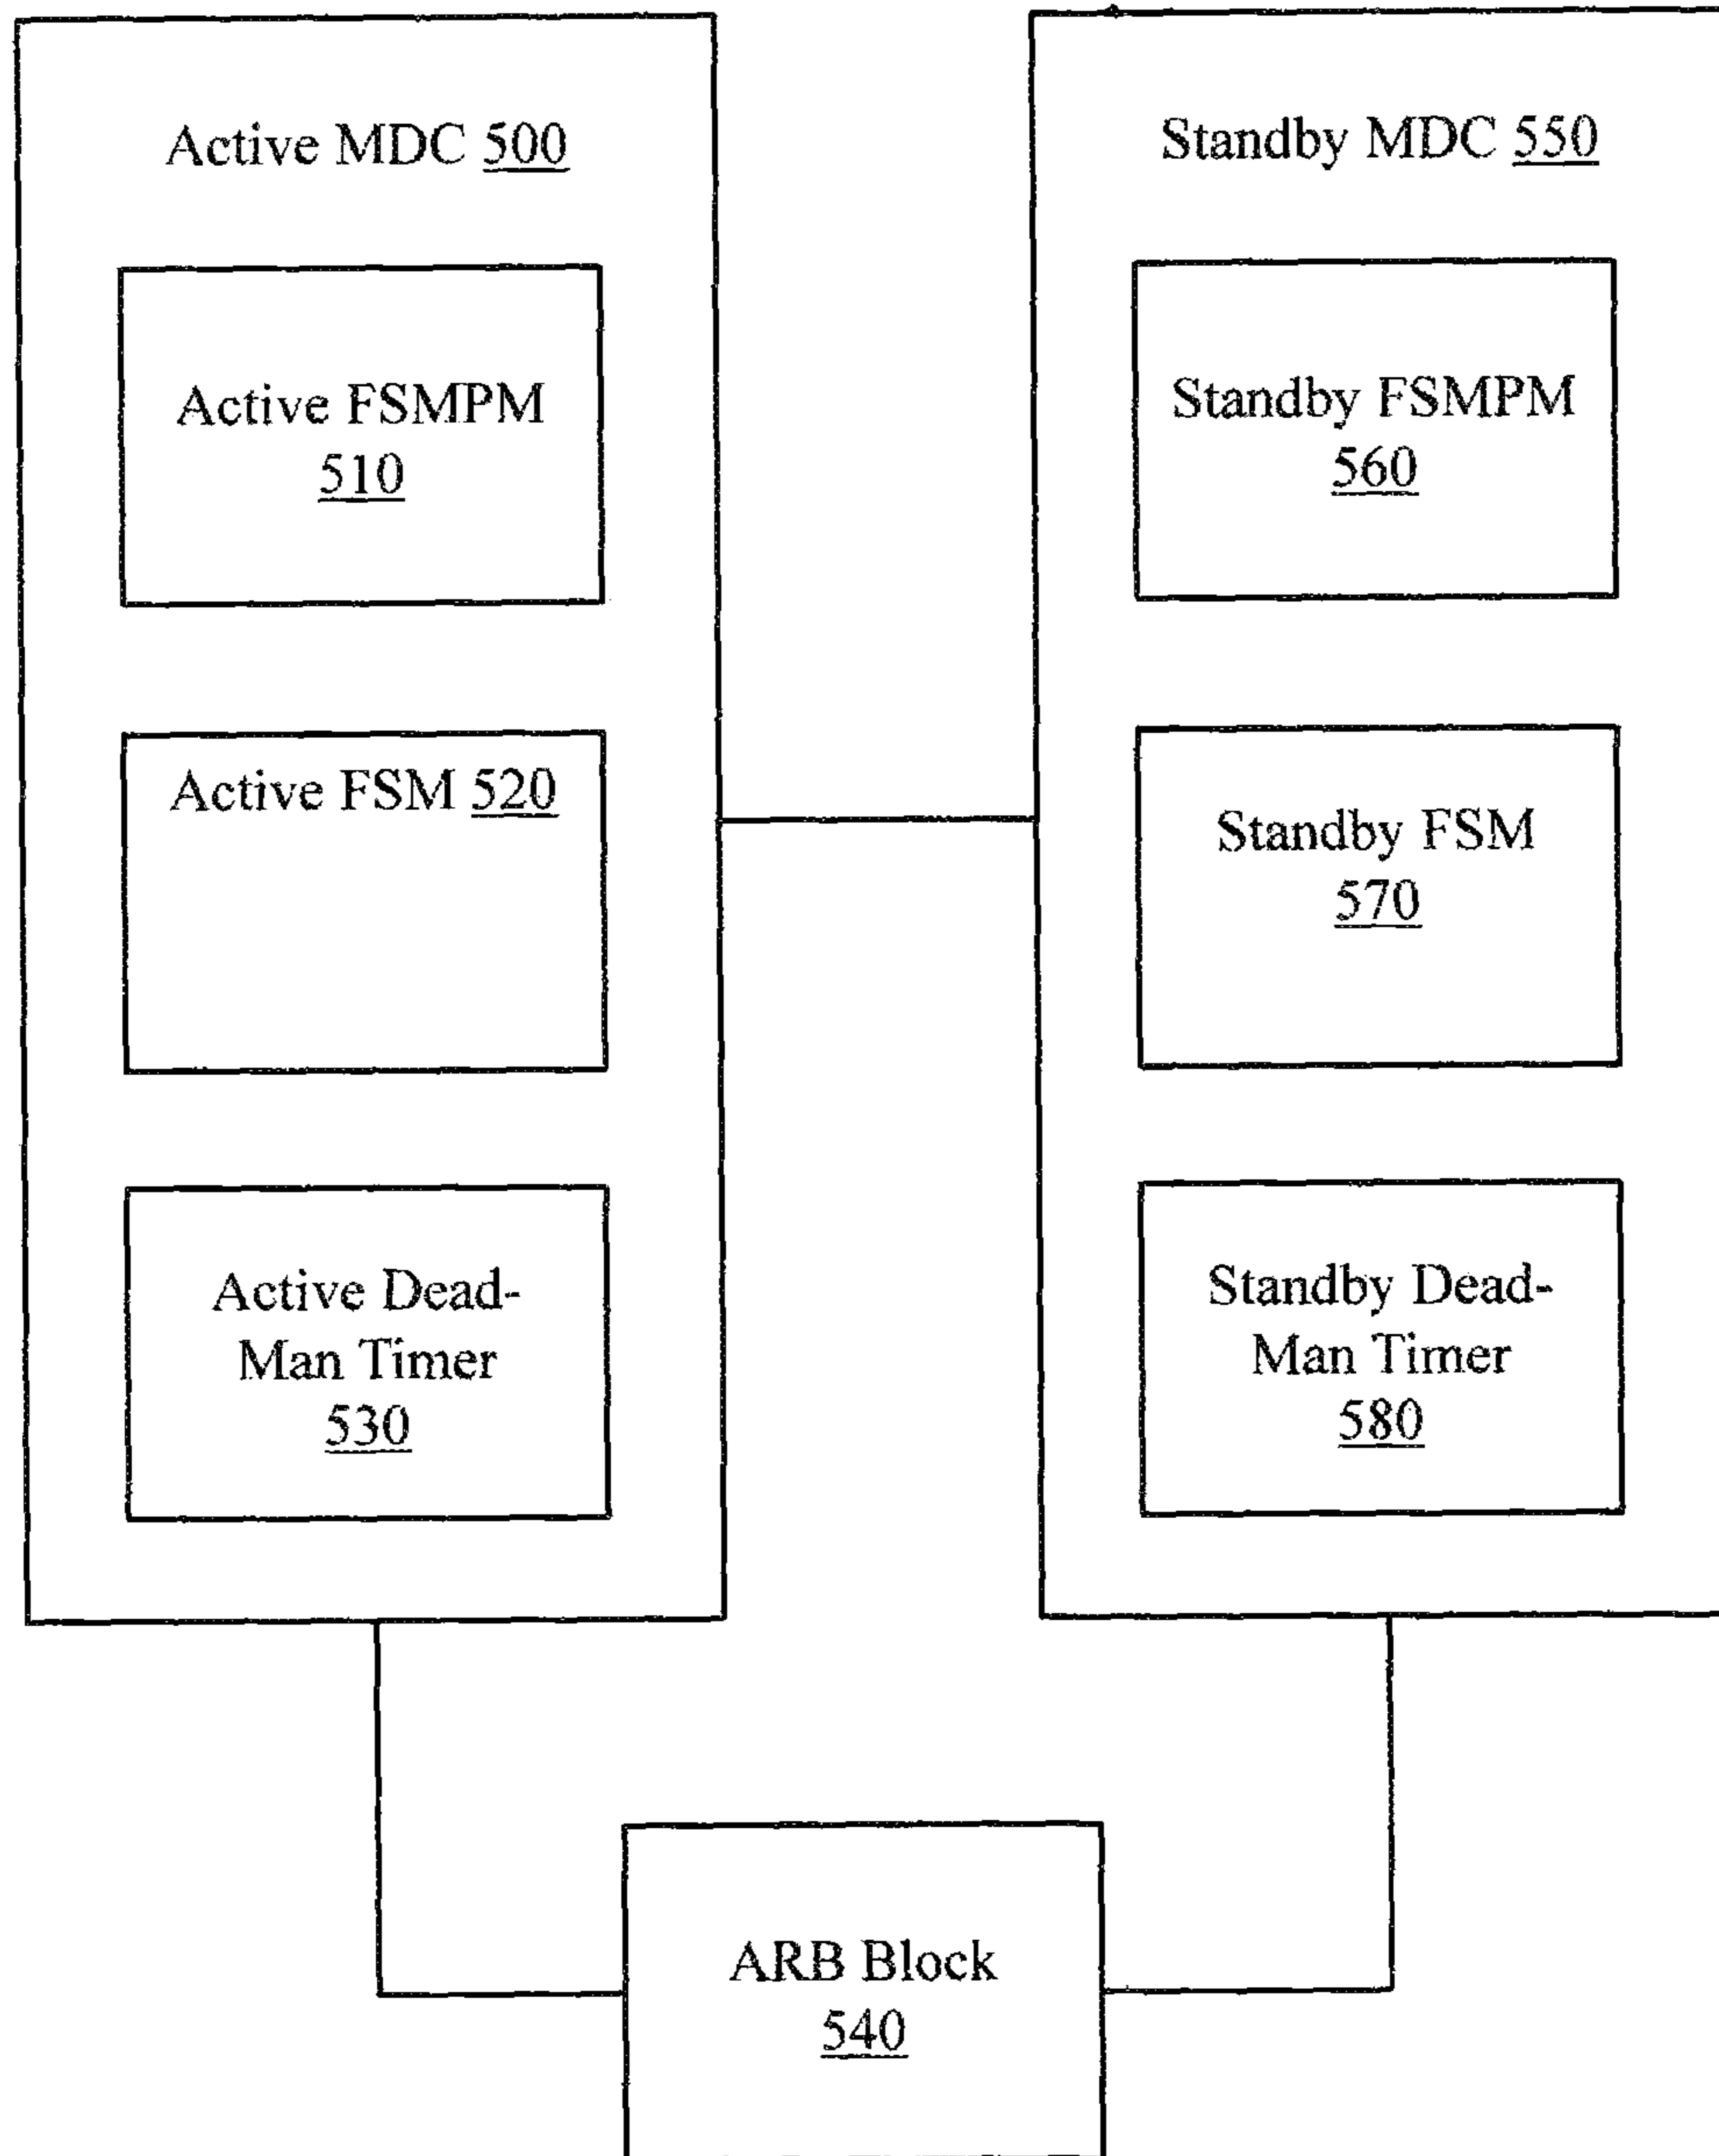 Active MDC 500
Active FSMPM
510
Active FSM 520
Active Dead-
Man Timer
530
Standby MDC 550
Standby FSMPM
560
Standby FSM
570
Standby Dead-
Man Timer
580
ARB Block
540